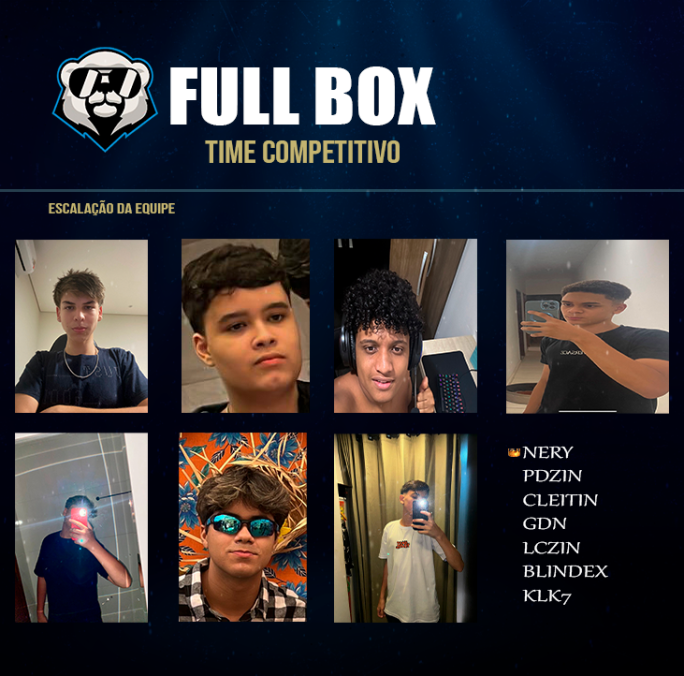 FULL BOX
TIME COMPETITIVO
ESCALAÇÃO DA EQUIPE
NERY
PDZIN
CLEITIN
GDN
LCZIN
BLINDEX
KLK7